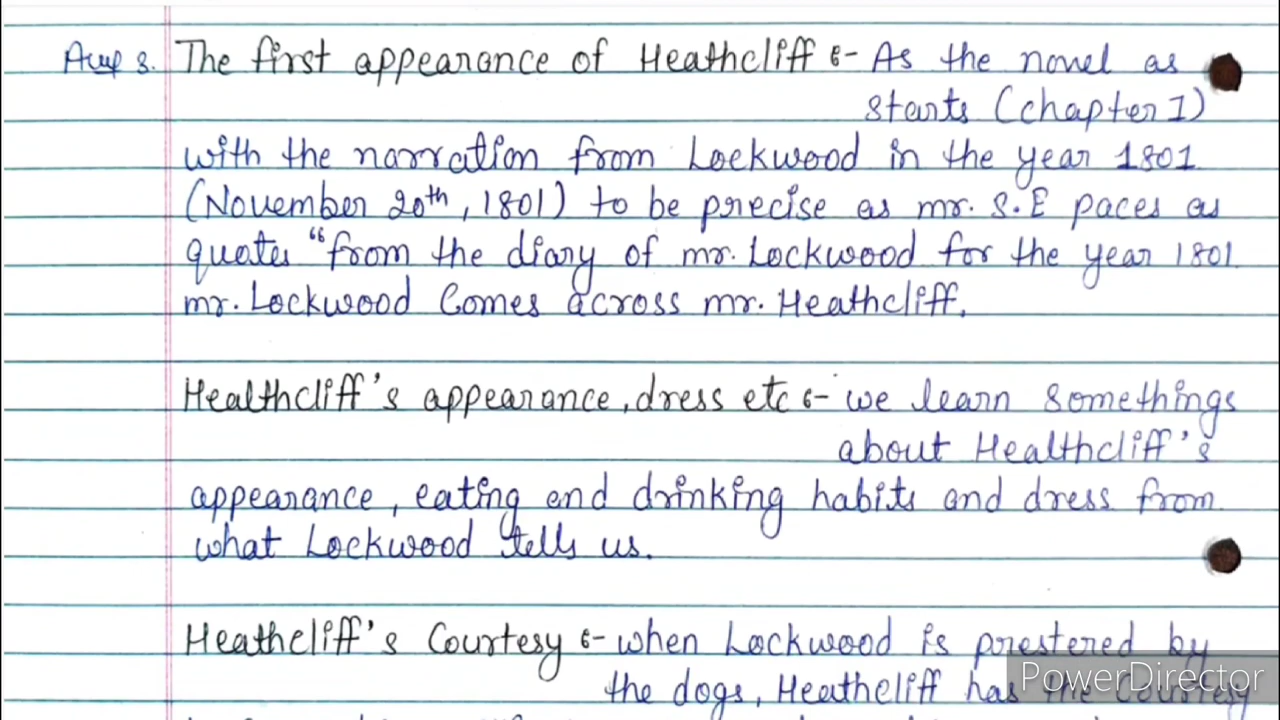 Ans 3. The first appearance of Heathcliff :- As the novel as
starts (chapter 1)
with the narration from Lockwood in the year 1801
(November 20th, 1801) to be precise as mr. S.E paces as
quotes "from the diary of mr. Lockwood for the year 1801.
mr. Lockwood Comes across mr. Heathcliff.
Healthcliff's appearance, dress etc :- we learn somethings
about Healthcliff's
appearance, eating end drinking habits and dress from
what Lockwood tells us.
Heathcliff's Courtesy :- when Lockwood is prestered by
the dogs, Heathcliff has the Courtesy
PowerDirector